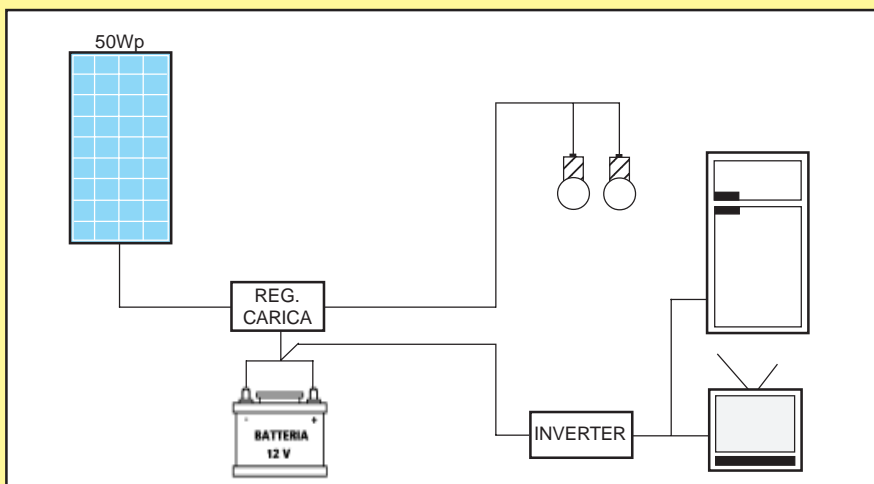 50Wp
REG.
CARICA
- +
BATTERIA
12 V
INVERTER